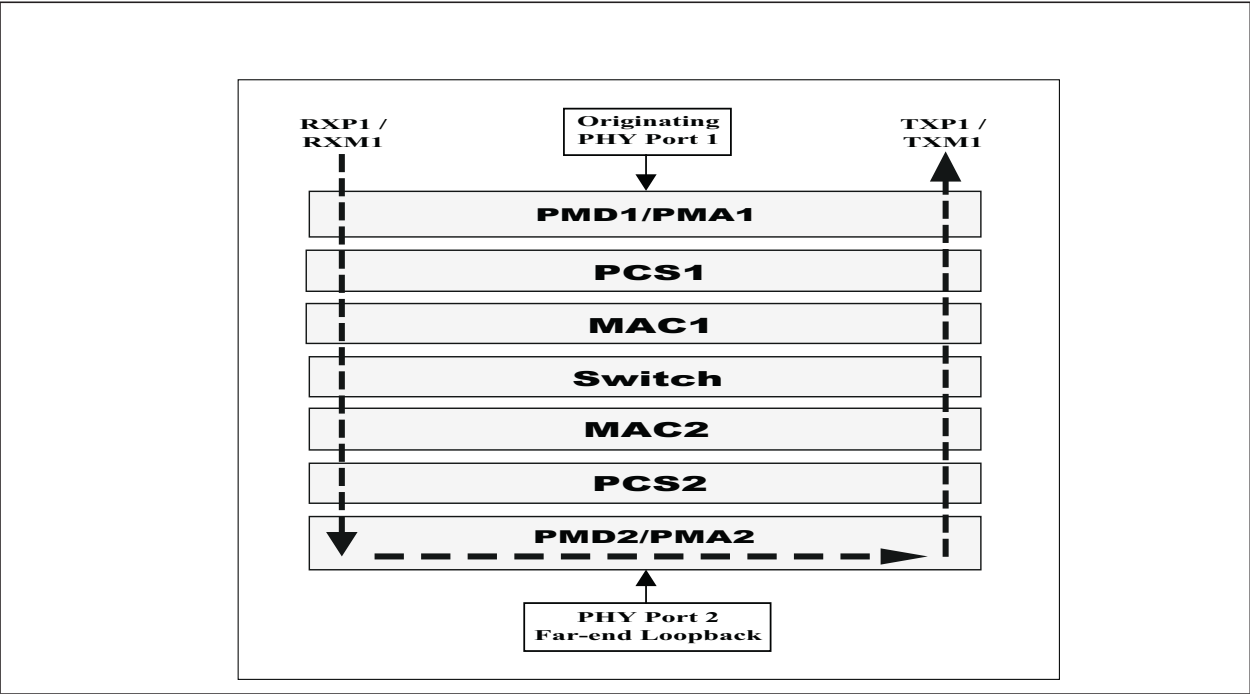 RXP1 /
RXM1
Originating
PHY Port 1
TXP1 /
TXM1
PMD1/PMA1
PCS1
MAC1
Switch
MAC2
PCS2
PMD2/PMA2
PHY Port 2
Far-end Loopback